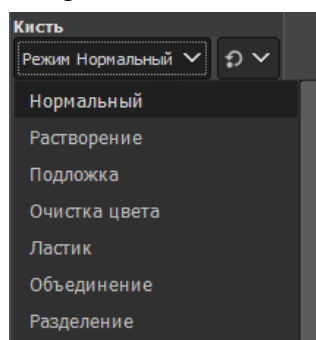 Кисть
Режим Нормальный
Нормальный
Растворение
Подложка
Очистка цвета
Ластик
Объединение
Разделение